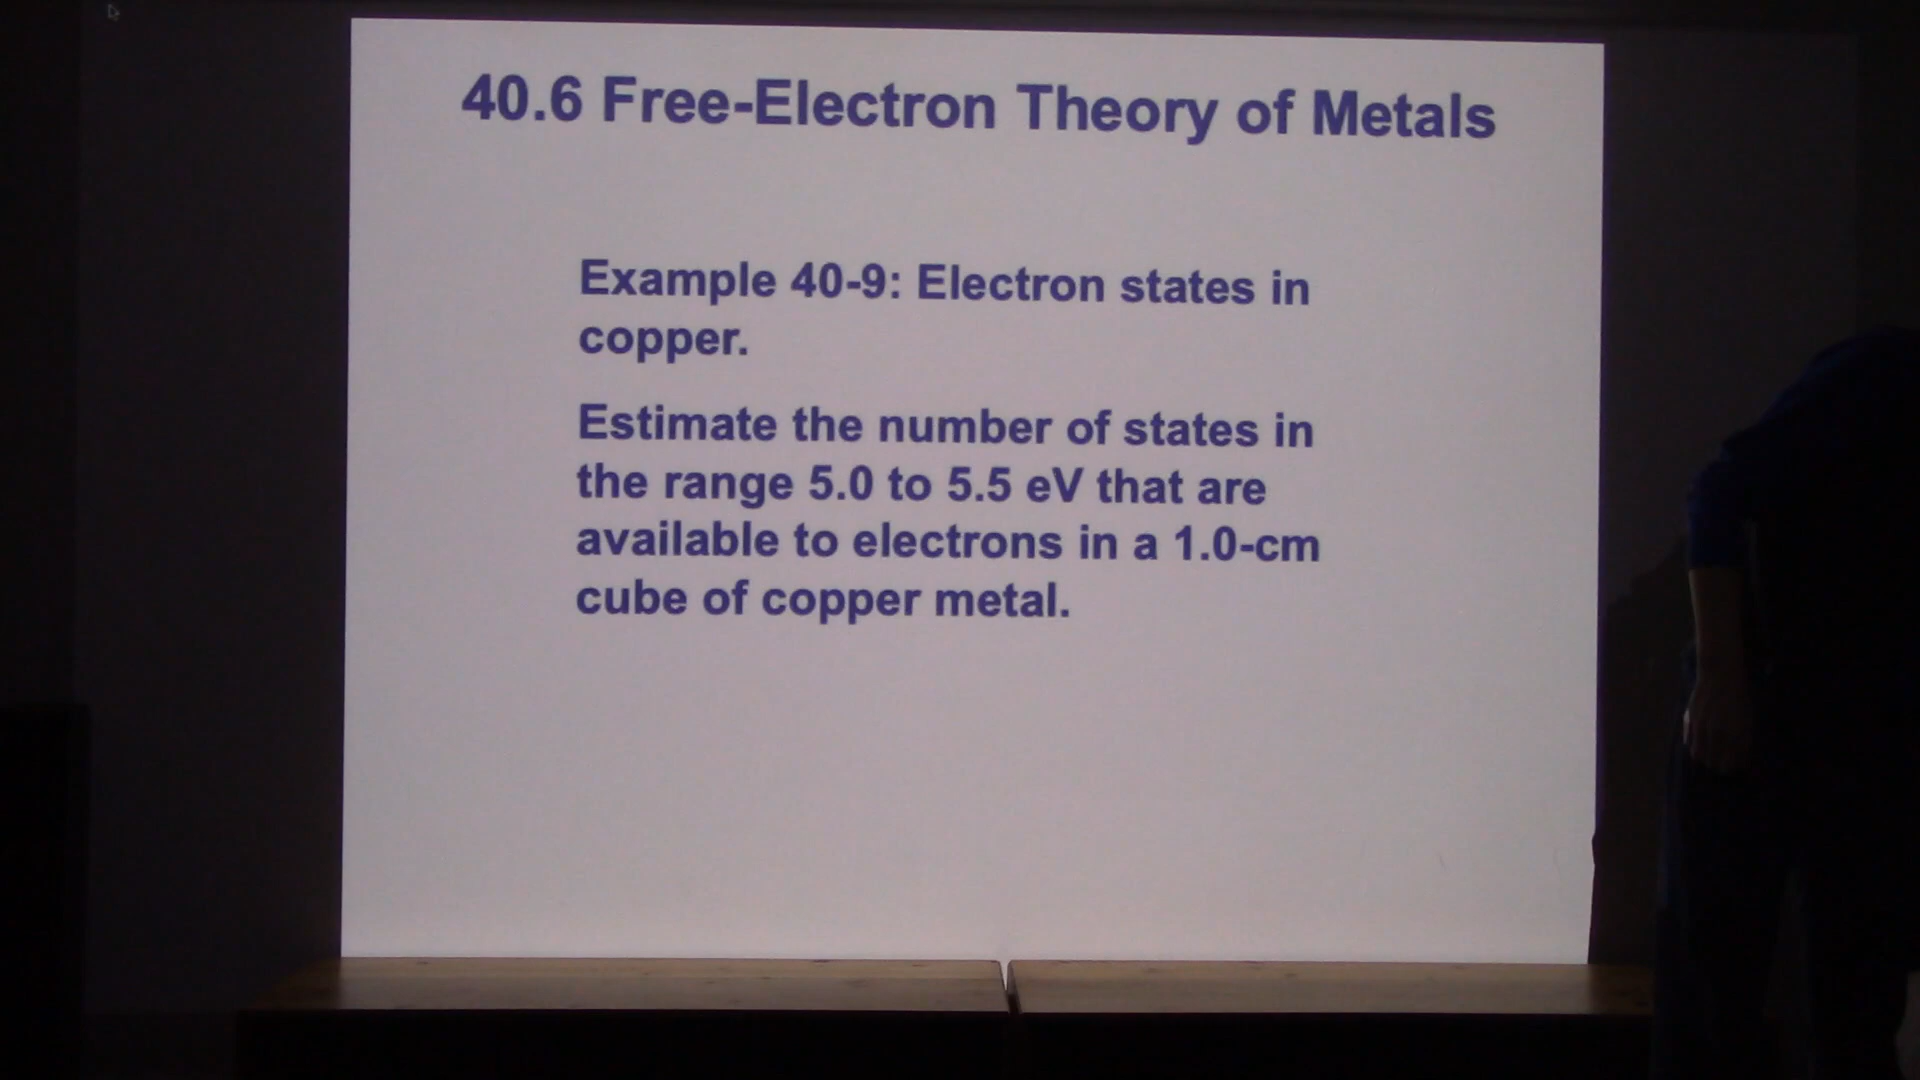 40.6 Free-Electron Theory of Metals
Example 40-9: Electron states in
copper.
Estimate the number of states in
the range 5.0 to 5.5 eV that are
available to electrons in a 1.0-cm
cube of copper metal.